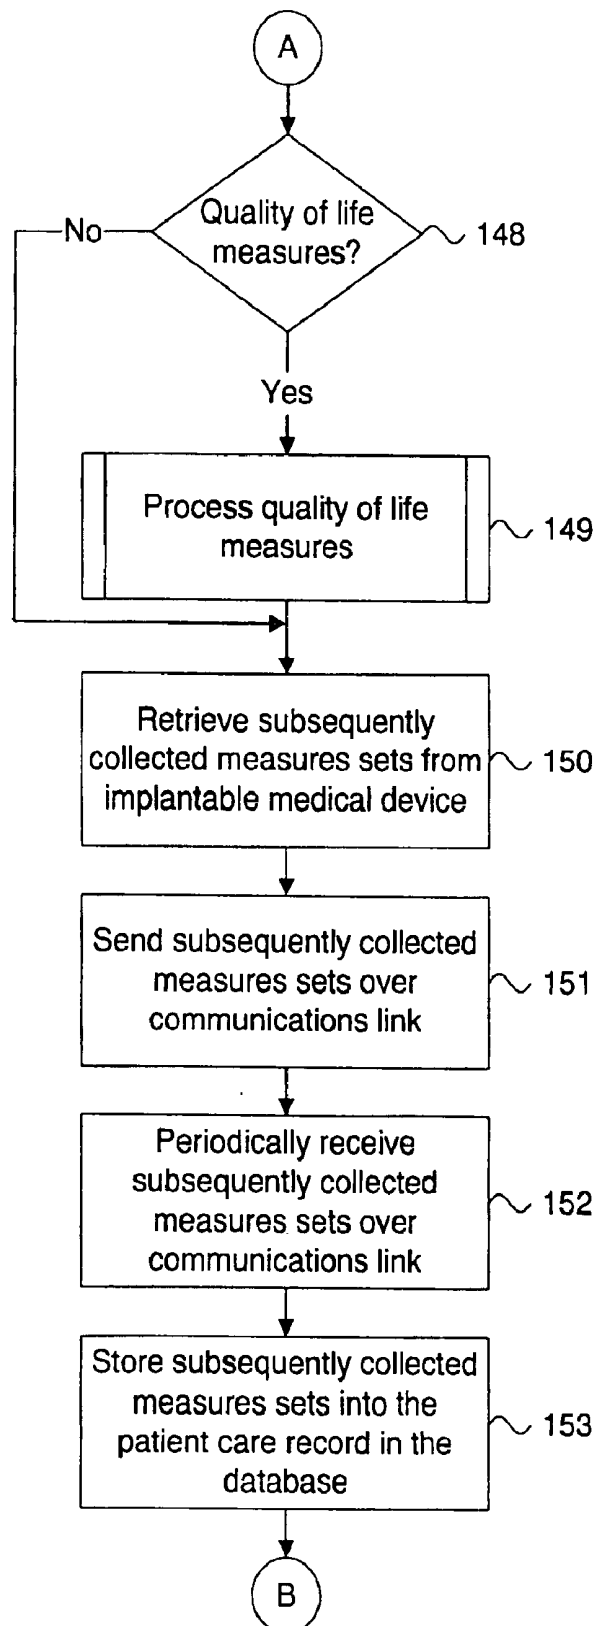 A
Quality of life
measures?
148
No
Yes
Process quality of life
measures
149
Retrieve subsequently
collected measures sets from
implantable medical device
150
Send subsequently collected
measures sets over
communications link
151
Periodically receive
subsequently collected
measures sets over
communications link
152
Store subsequently collected
measures sets into the
patient care record in the
database
153
B